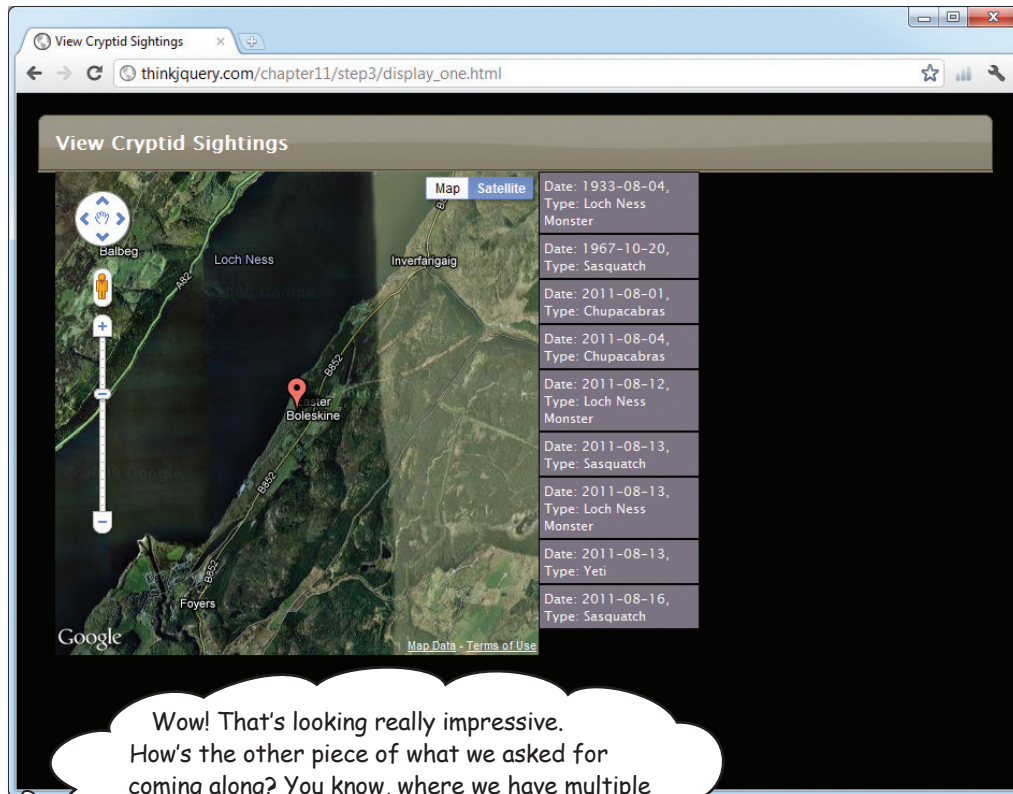 View Cryptid Sightings
thinkjquery.com/chapter11/step3/display_one.html
View Cryptid Sightings
Map Satellite
Balbeg
Loch Ness
Inverfarigaig
A82
B852
Easter
Boleskine
B852
B852
Foyers
Google
Map Data - Terms of Use
Date: 1933-08-04,
Type: Loch Ness
Monster
Date: 1967-10-20,
Type: Sasquatch
Date: 2011-08-01,
Type: Chupacabras
Date: 2011-08-04,
Type: Chupacabras
Date: 2011-08-12,
Type: Loch Ness
Monster
Date: 2011-08-13,
Type: Sasquatch
Date: 2011-08-13,
Type: Loch Ness
Monster
Date: 2011-08-13,
Type: Yeti
Date: 2011-08-16,
Type: Sasquatch
Wow! That's looking really impressive.
How's the other piece of what we asked for
coming along? You know, where we have multiple